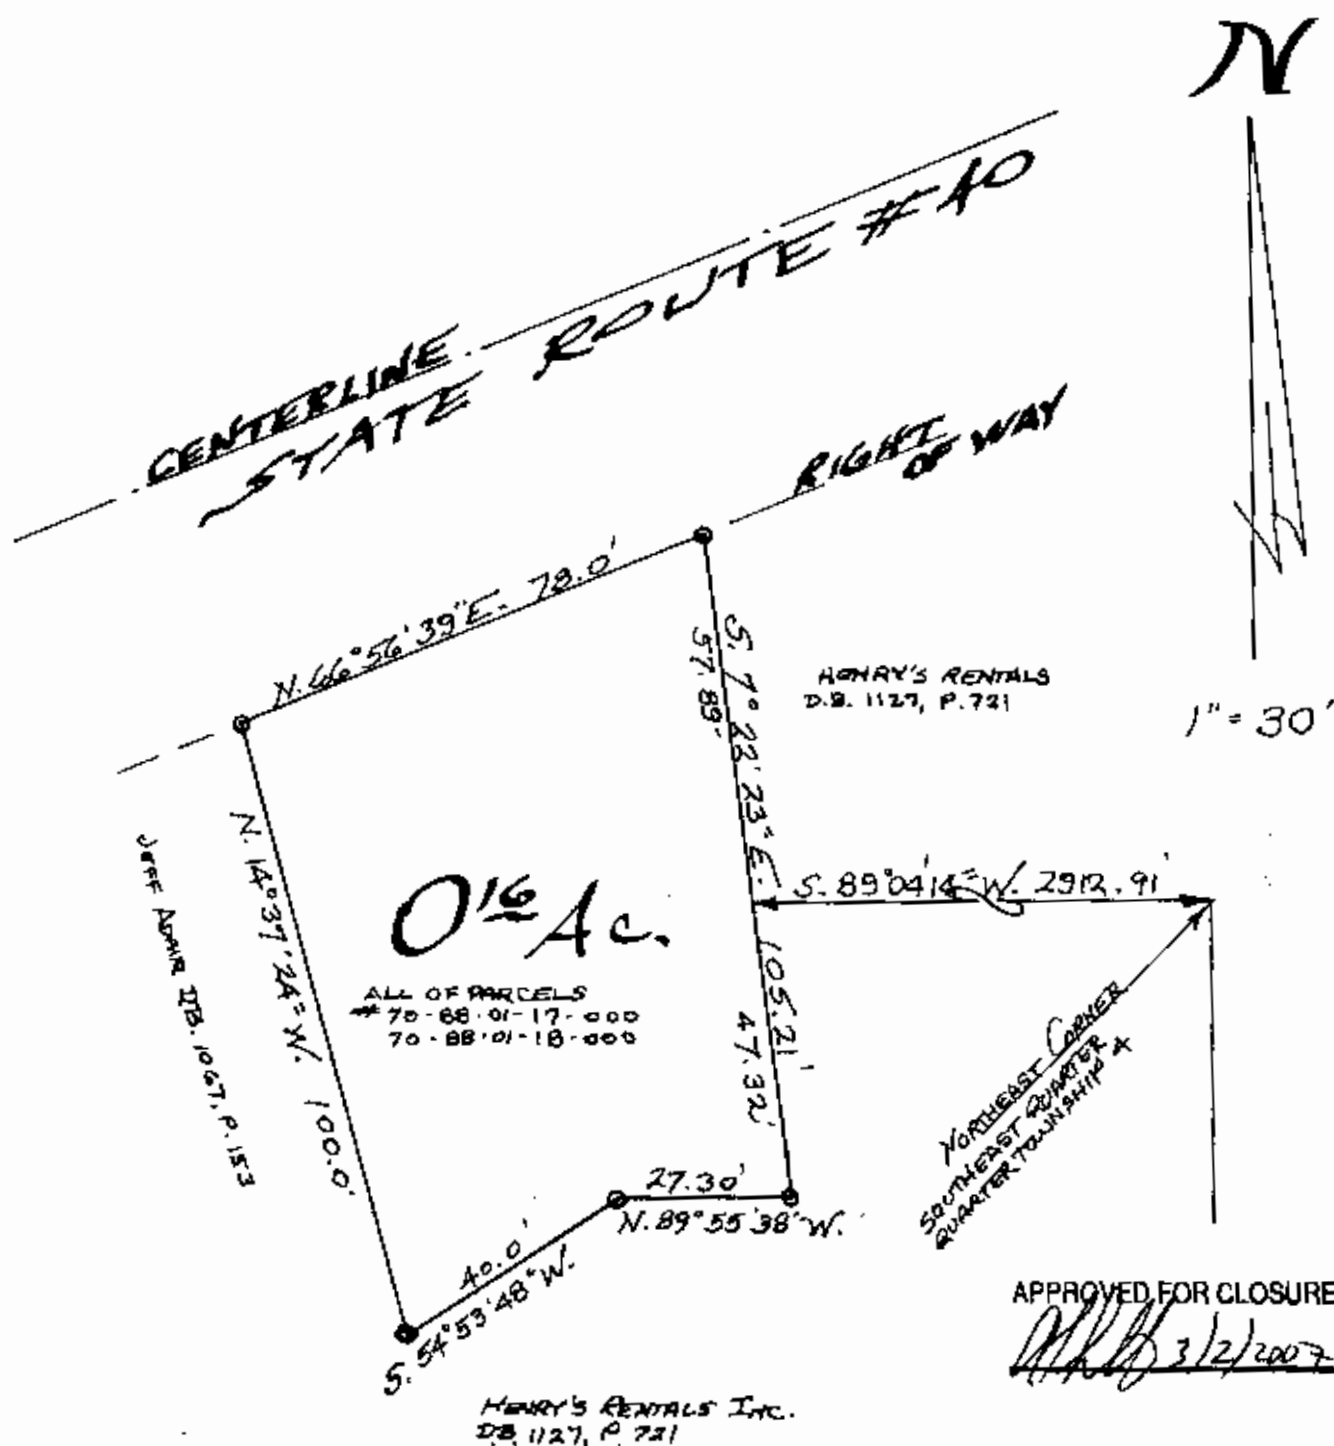 N
CENTERLINE
STATE ROUTE #40
RIGHT
OF WAY
N. 66°56'39"E. 78.0'
S. 7°22'23"E. 105.21'
57.89'
47.32'
HENRY'S RENTALS
D.B. 1127, P. 721
1" = 30'
N. 14°37'24"W. 100.0'
JEFF ADAIR DB. 1067, P. 153
0.16 Ac.
ALL OF PARCELS
# 70-88-01-17-000
70-88-01-18-000
S. 89°04'14"W. 2912.91'
NORTHEAST CORNER
SOUTHEAST QUARTER
QUARTER TOWNSHIP 4
27.30'
N. 89°55'38"W.
40.0'
S. 54°53'48"W.
APPROVED FOR CLOSURE
3/2/2007
HENRY'S RENTALS INC.
DB 1127, P 721